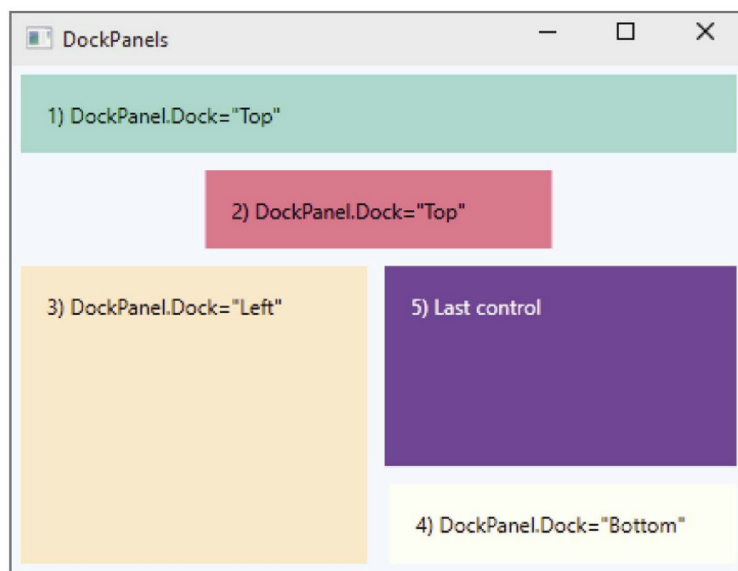 DockPanels
1) DockPanel.Dock="Top"
2) DockPanel.Dock="Top"
3) DockPanel.Dock="Left"
5) Last control
4) DockPanel.Dock="Bottom"